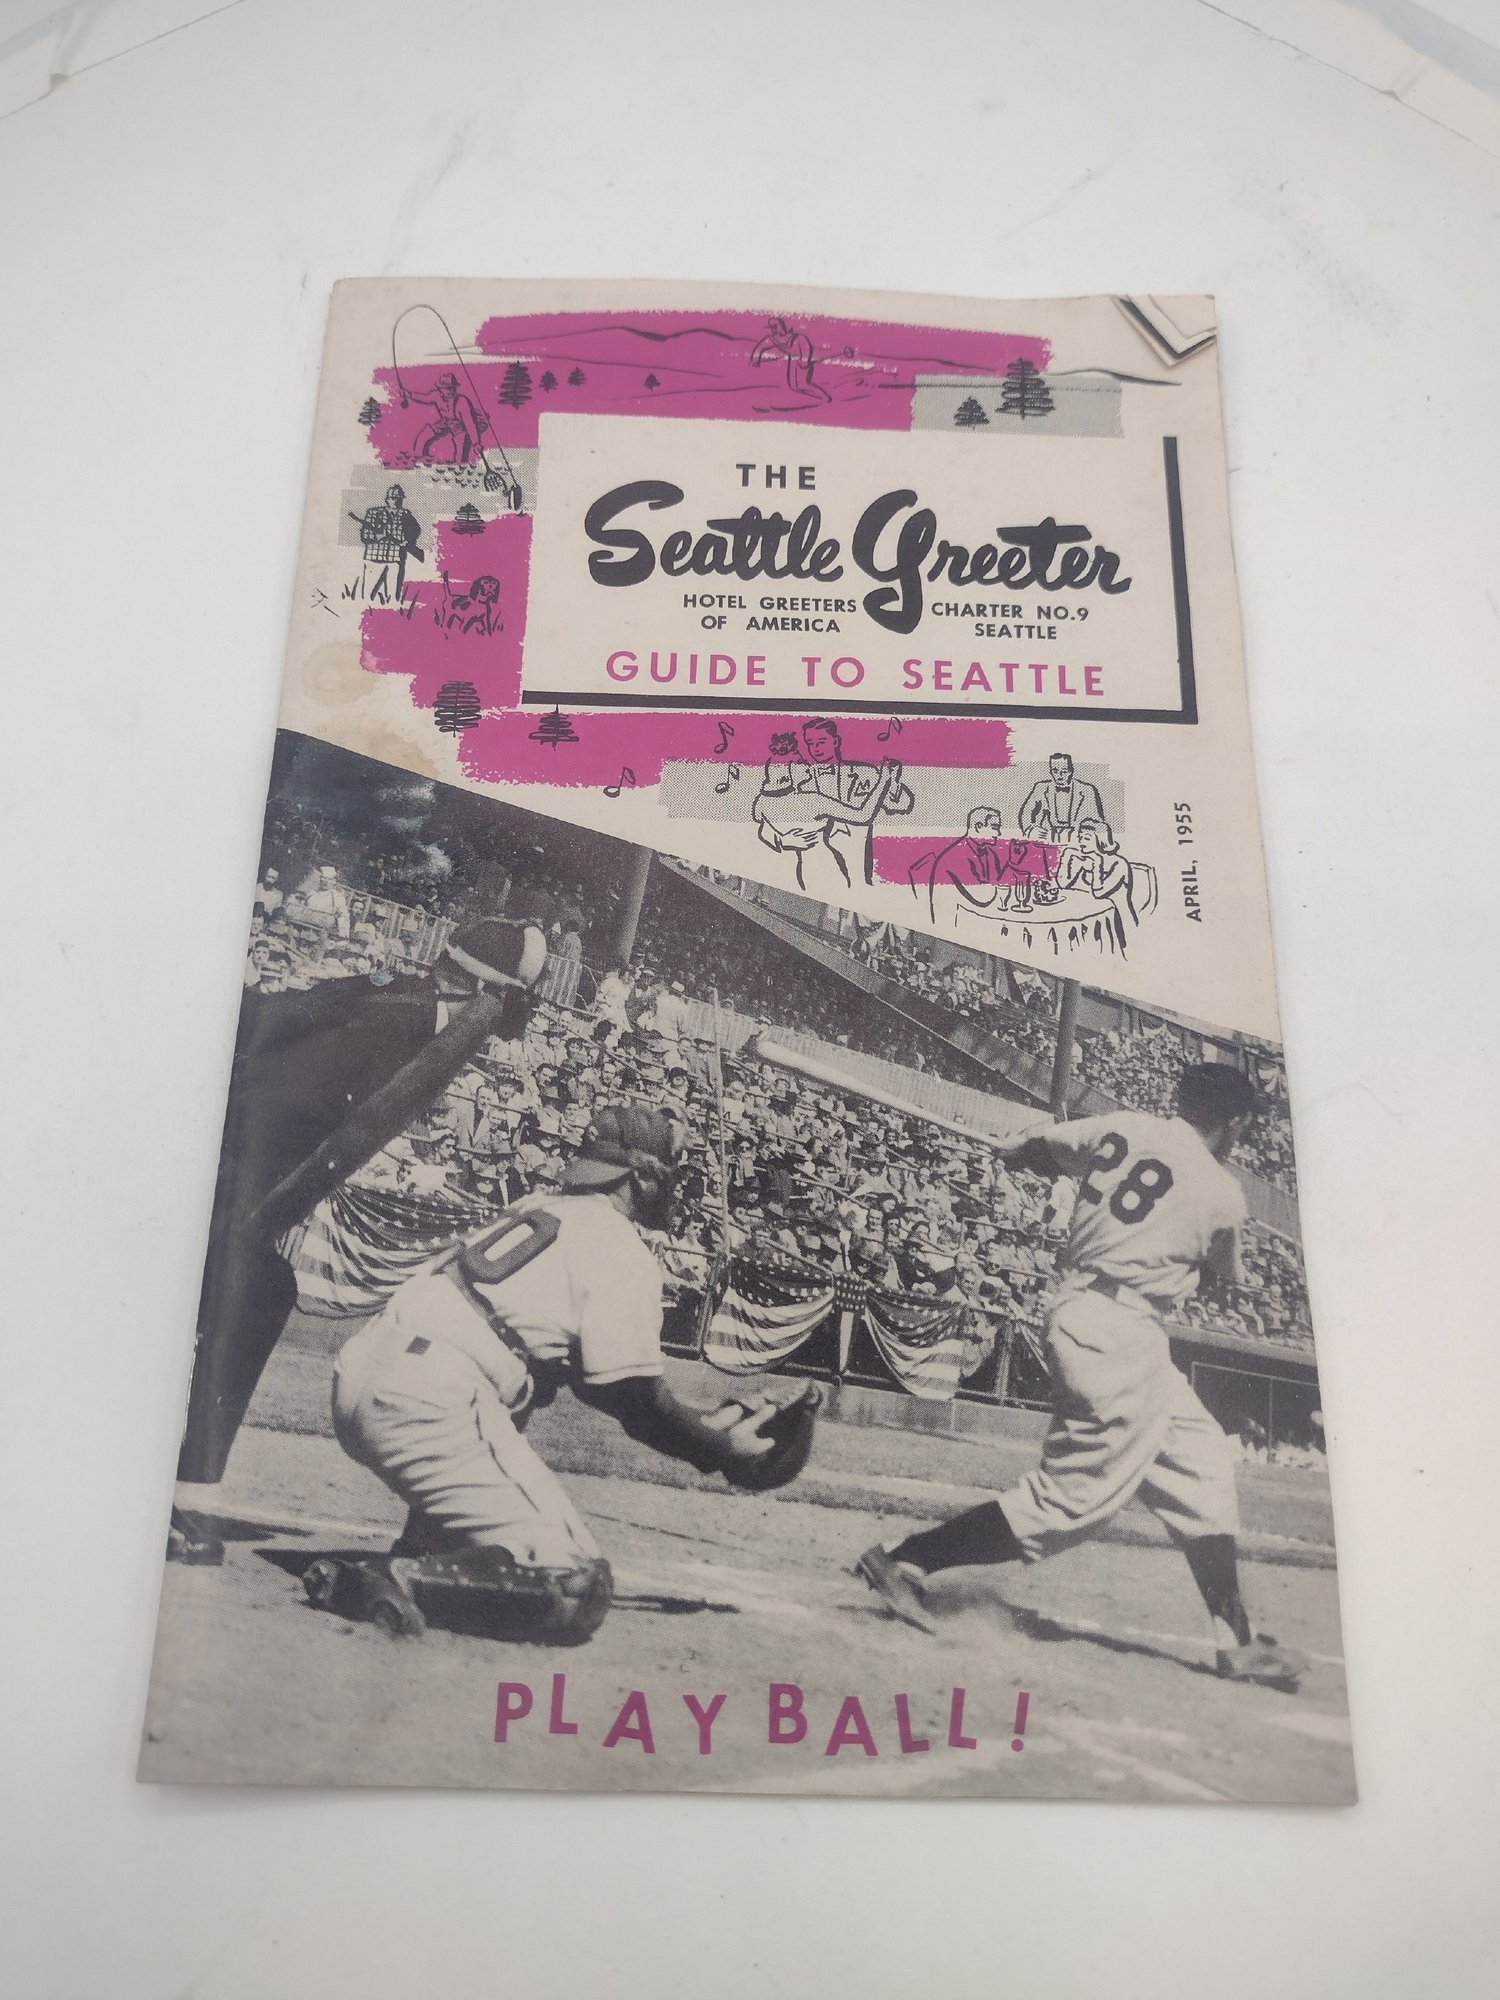 THE
Seattle Greeter
HOTEL GREETERS
OF AMERICA
CHARTER NO.9
SEATTLE
GUIDE TO SEATTLE
APRIL, 1955
28
0
PLAY BALL!